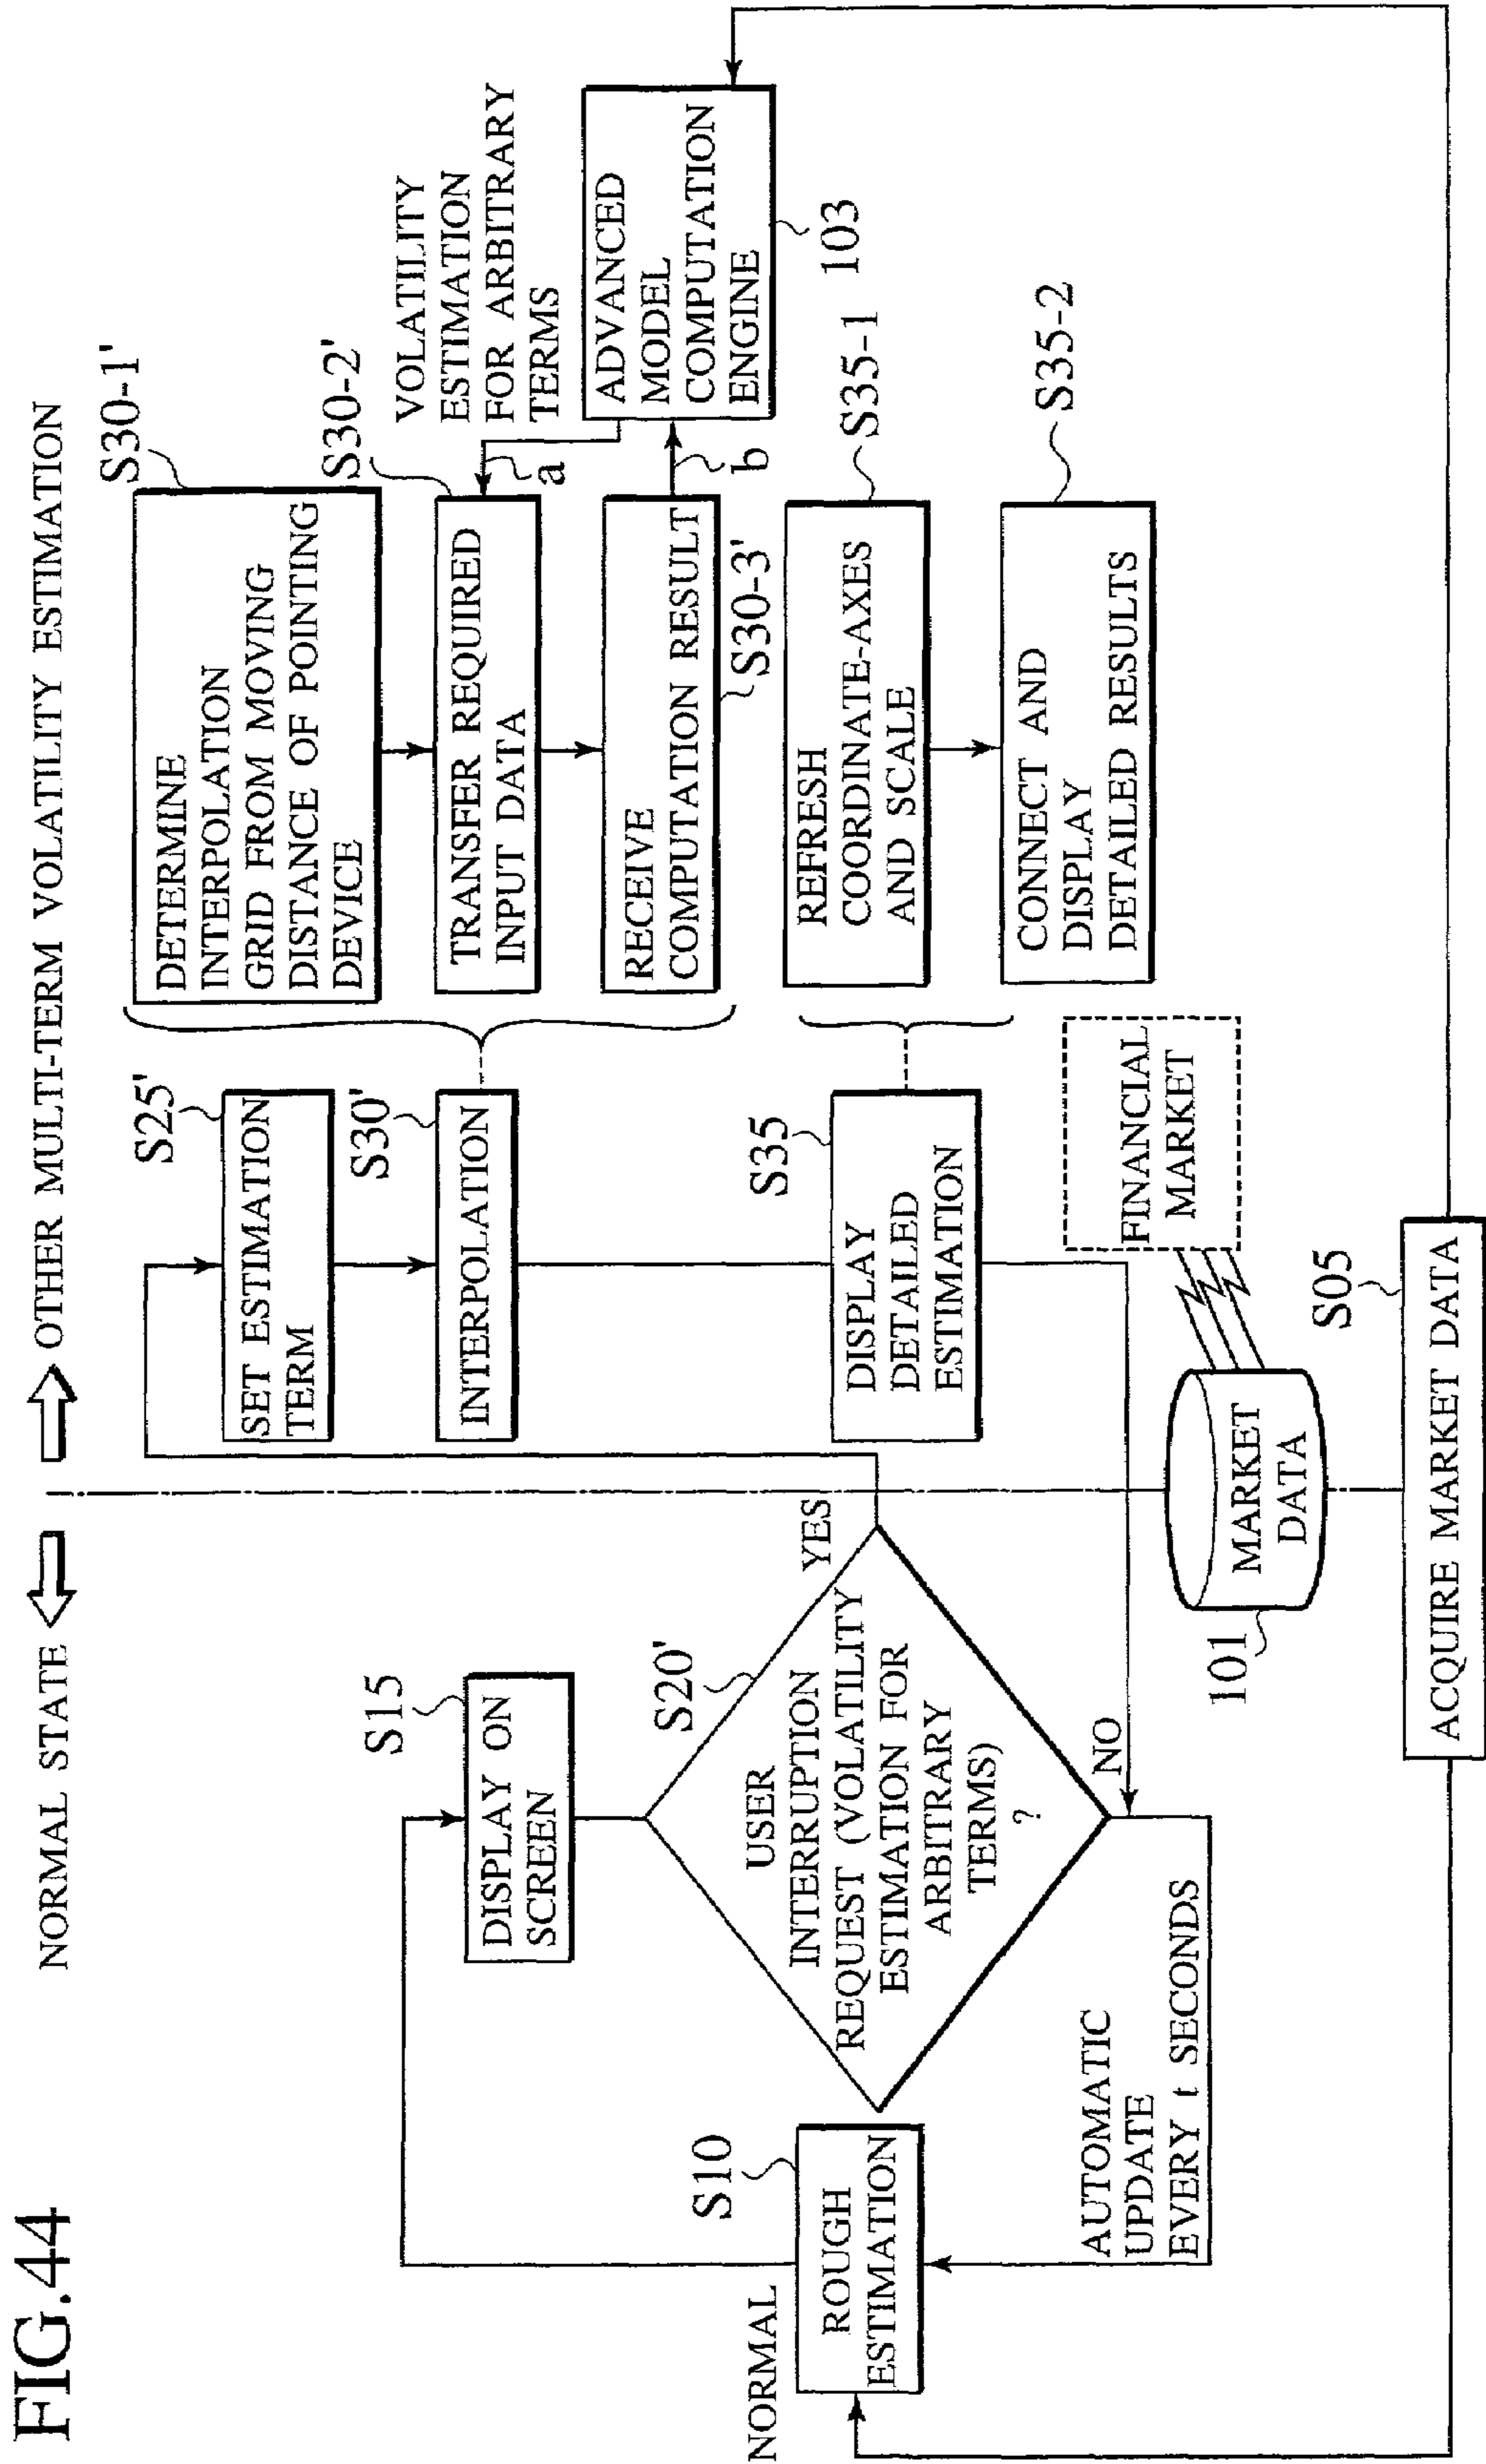 FIG.44
NORMAL STATE
OTHER MULTI-TERM VOLATILITY ESTIMATION
NORMAL
S10
ROUGH
ESTIMATION
S15
DISPLAY ON
SCREEN
S20'
USER
INTERRUPTION
REQUEST (VOLATILITY
ESTIMATION FOR
ARBITRARY
TERMS)
?
YES
NO
AUTOMATIC
UPDATE
EVERY t SECONDS
S25'
SET ESTIMATION
TERM
S30'
INTERPOLATION
S35
DISPLAY
DETAILED
ESTIMATION
S30-1'
DETERMINE
INTERPOLATION
GRID FROM MOVING
DISTANCE OF POINTING
DEVICE
S30-2'
TRANSFER REQUIRED
INPUT DATA
RECEIVE
COMPUTATION RESULT
S30-3'
a
b
VOLATILITY
ESTIMATION
FOR ARBITRARY
TERMS
ADVANCED
MODEL
COMPUTATION
ENGINE
103
S35-1
REFRESH
COORDINATE-AXES
AND SCALE
S35-2
CONNECT AND
DISPLAY
DETAILED RESULTS
FINANCIAL
MARKET
MARKET
DATA
101
S05
ACQUIRE MARKET DATA